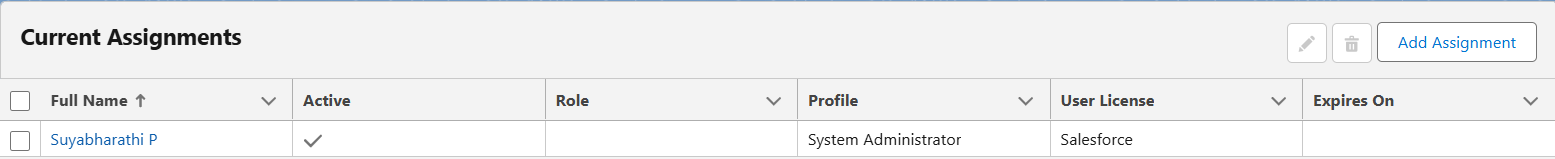 Current Assignments
Add Assignment
Full Name Active Role Profile User License Expires On
Suyabharathi P System Administrator Salesforce